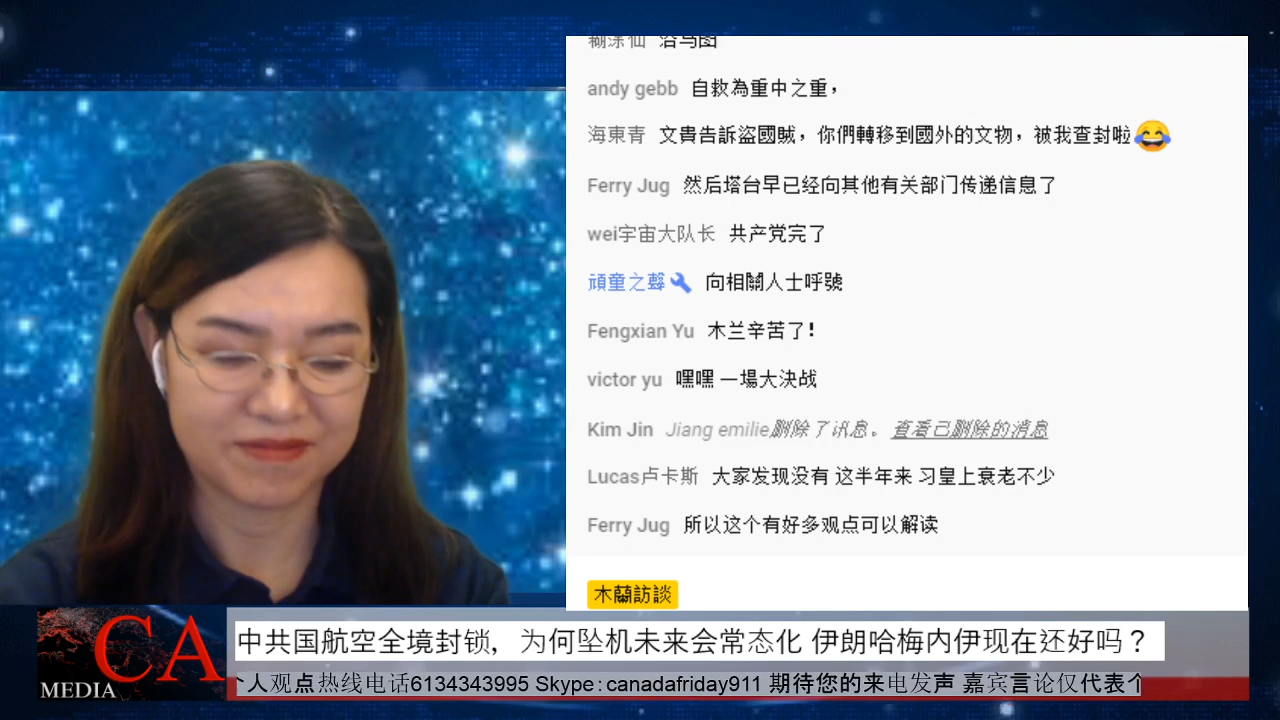 糊涂仙 洛马图
andy gebb 自救為重中之重，
海東青 文貴告訴盜國賊，你們轉移到國外的文物，被我查封啦😂
Ferry Jug 然后塔台早已经向其他有关部门传递信息了
wei宇宙大队长 共产党完了
頑童之聲 向相關人士呼號
Fengxian Yu 木兰辛苦了！
victor yu 嘿嘿 一場大決战
Kim Jin Jiang emilie删除了讯息。查看已删除的消息
Lucas卢卡斯 大家发现没有 这半年来 习皇上衰老不少
Ferry Jug 所以这个有好多观点可以解读
木蘭訪談
CA
MEDIA
中共国航空全境封锁，为何坠机未来会常态化 伊朗哈梅内伊现在还好吗？
人观点热线电话6134343995 Skype:canadafriday911 期待您的来电发声 嘉宾言论仅代表个